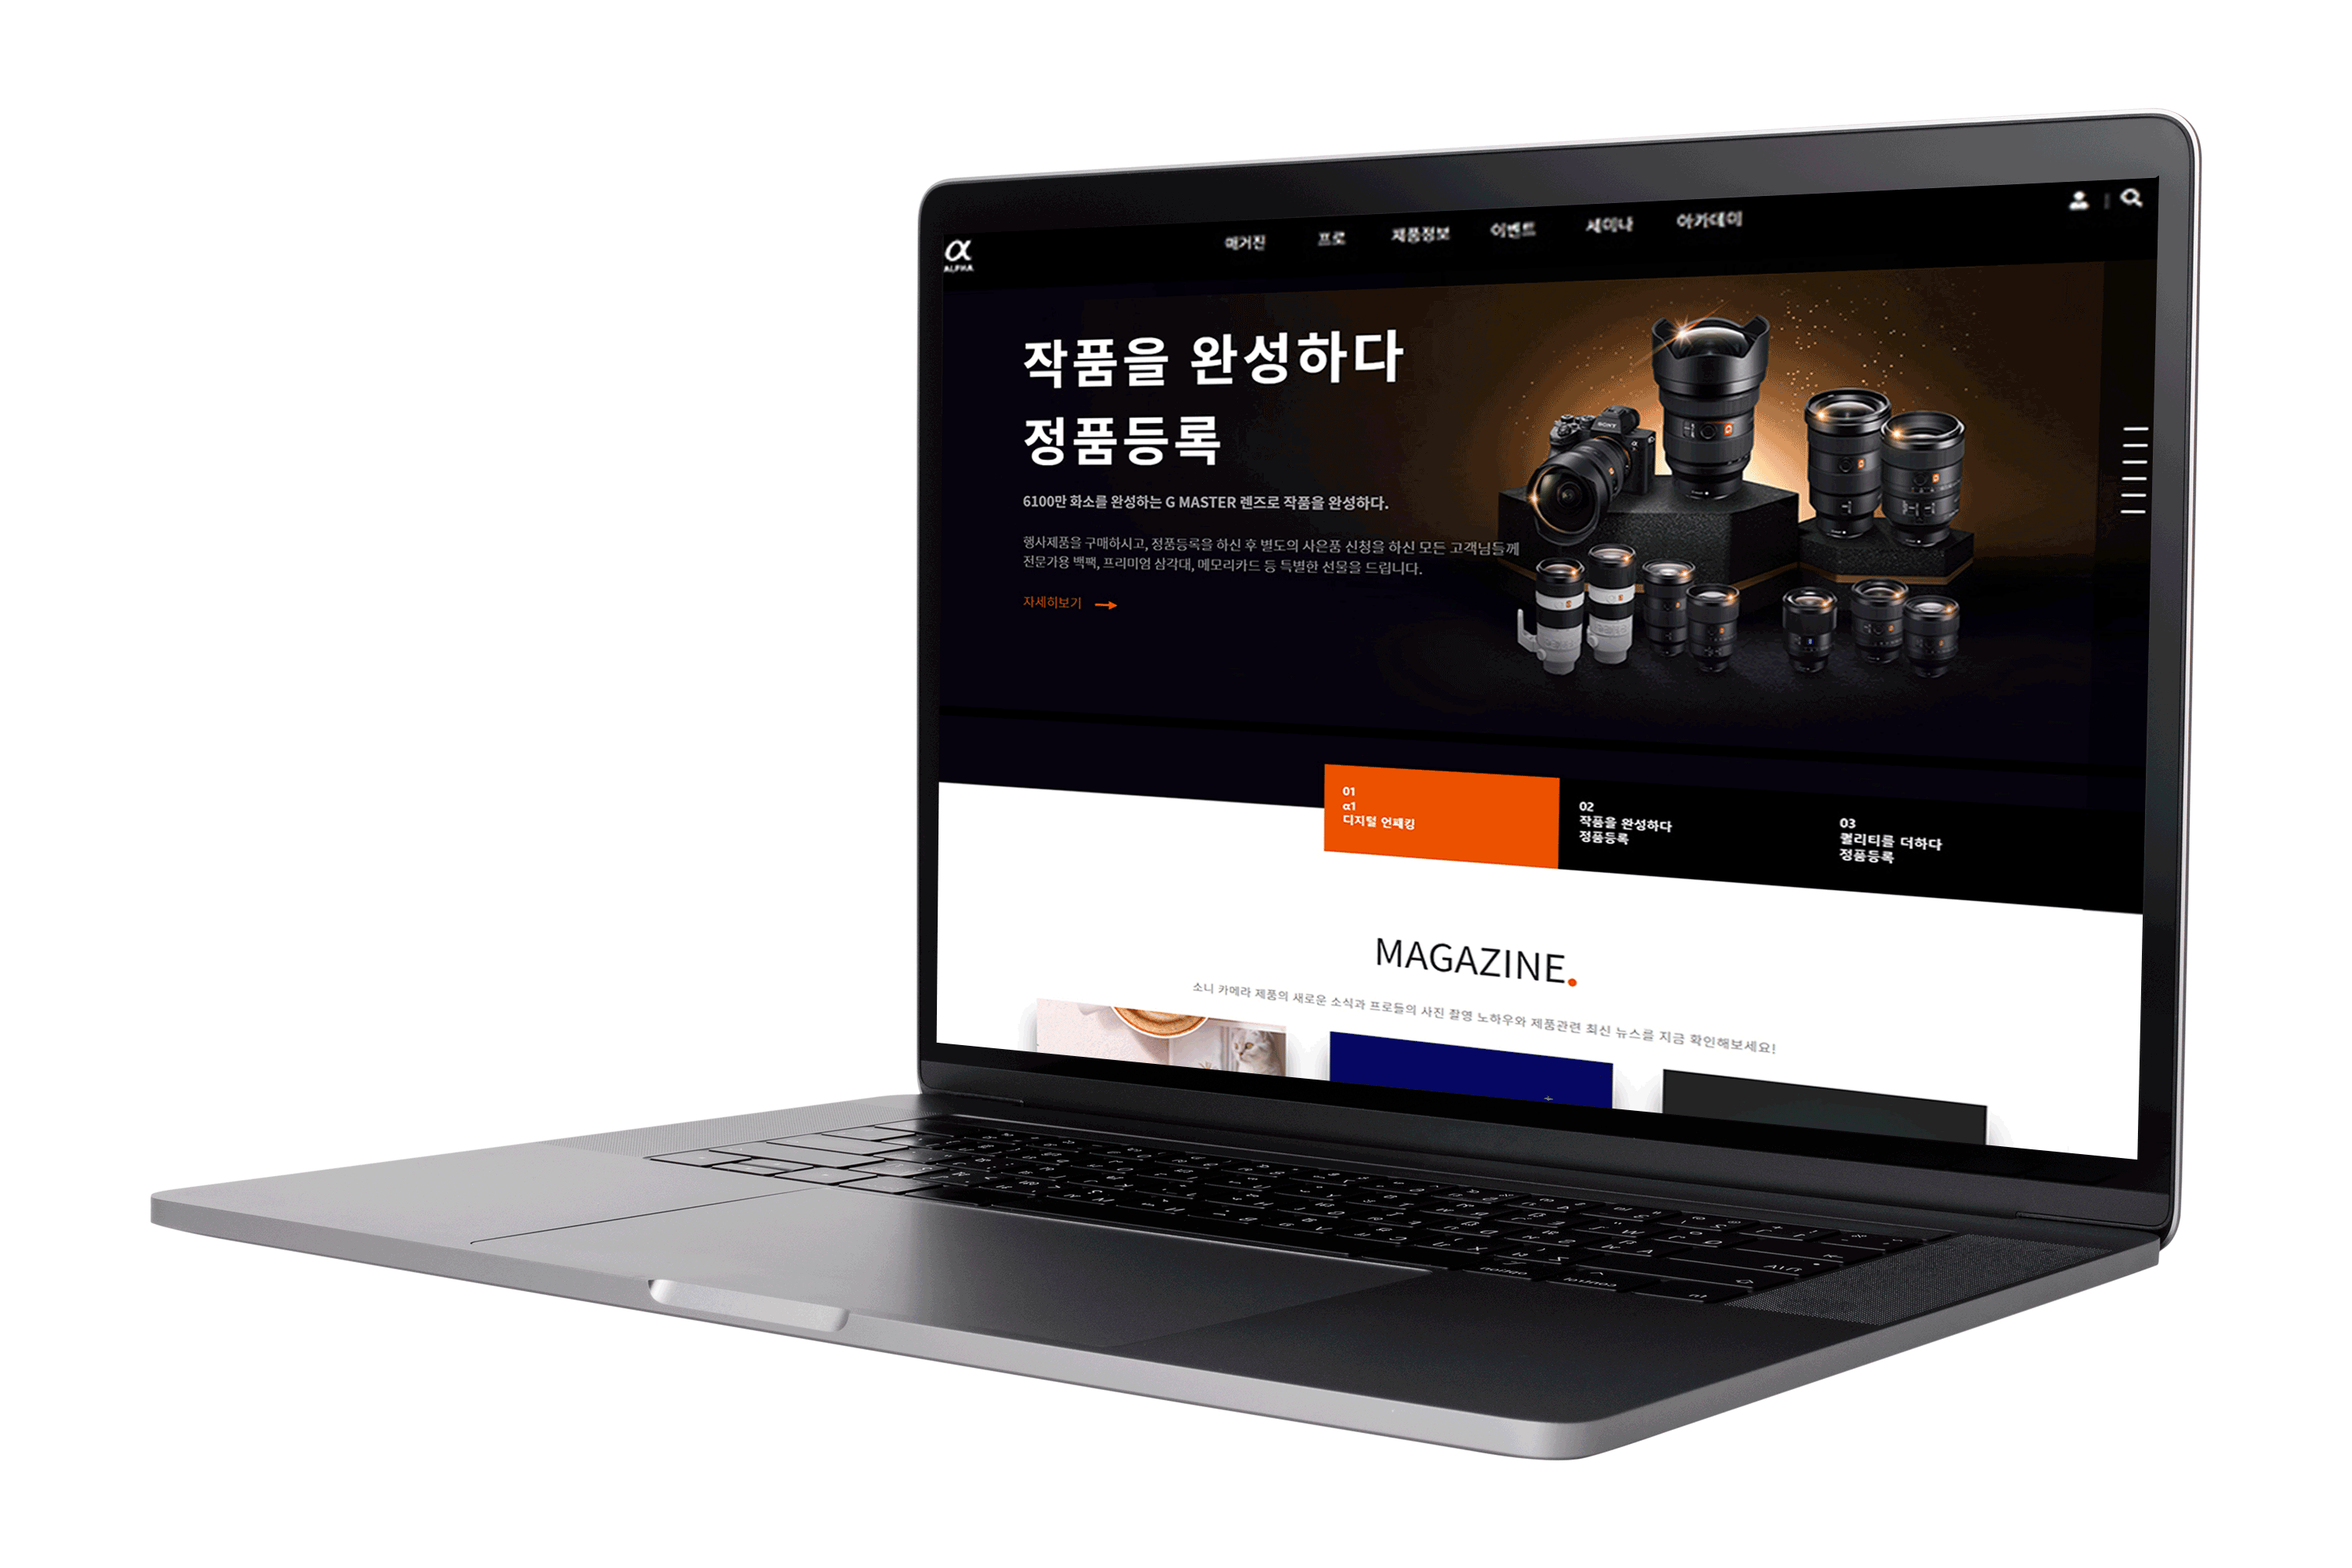 α
ALPHA
매거진 프로 제품정보 이벤트 세미나 아카데미
작품을 완성하다
정품등록
6100만 화소를 완성하는 G MASTER 렌즈로 작품을 완성하다.
행사제품을 구매하시고, 정품등록을 하신 후 별도의 사은품 신청을 하신 모든 고객님들께
전문가용 백팩, 프리미엄 삼각대, 메모리카드 등 특별한 선물을 드립니다.
자세히보기
SONY
01
α1
디지털 언패킹
02
작품을 완성하다
정품등록
03
퀄리티를 더하다
정품등록
MAGAZINE.
소니 카메라 제품의 새로운 소식과 프로들의 사진 촬영 노하우와 제품관련 최신 뉴스를 지금 확인해보세요!
option
control